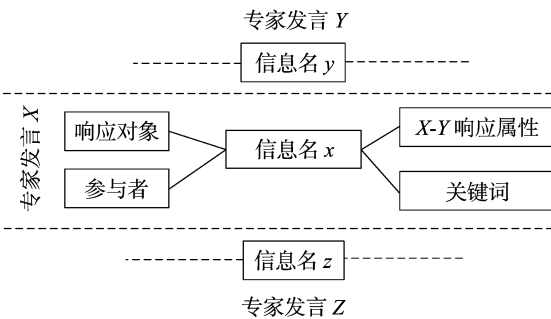 专家发言 Y
信息名 y
专家发言 X
响应对象
信息名 x
X-Y 响应属性
参与者
关键词
信息名 z
专家发言 Z